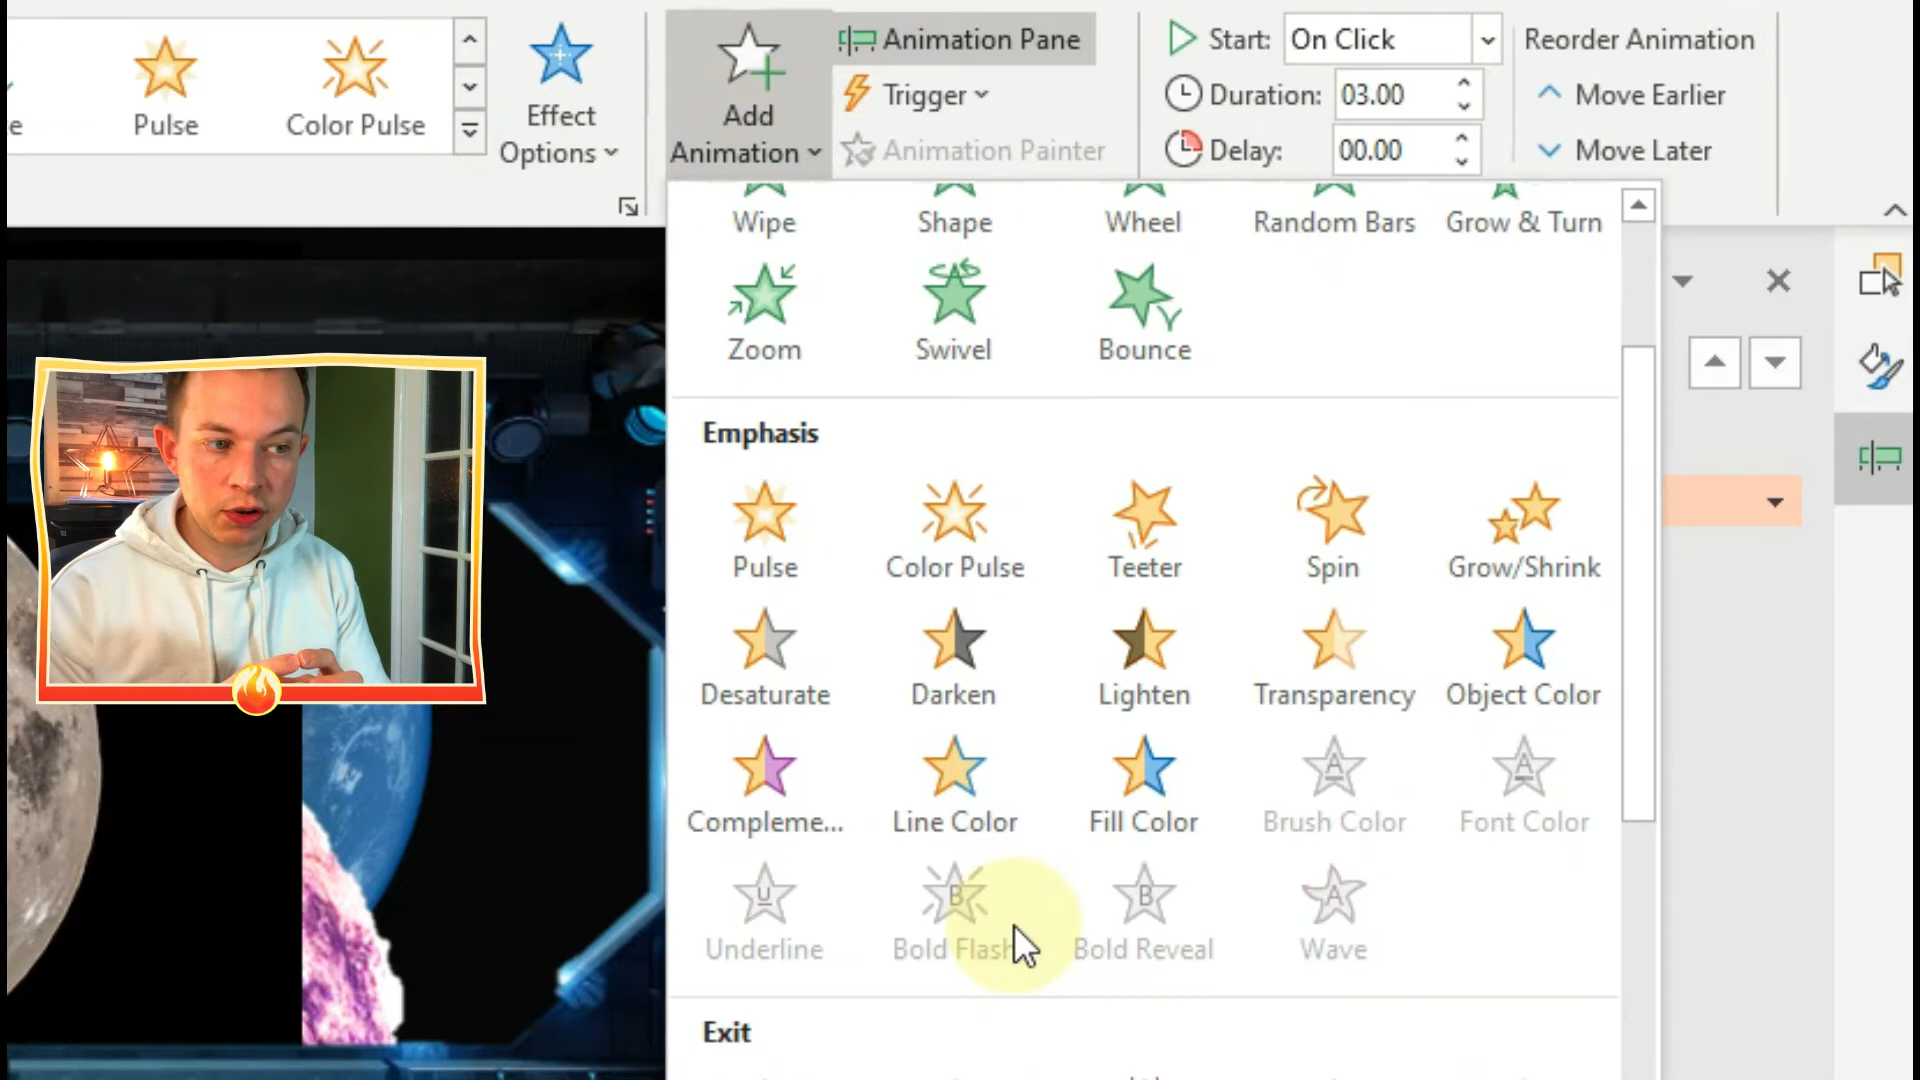 e
Pulse
Color Pulse
Effect
Options
Add
Animation
Animation Pane
Trigger
Animation Painter
Start: On Click
Duration: 03.00
Delay: 00.00
Reorder Animation
Move Earlier
Move Later
Wipe Shape Wheel Random Bars Grow & Turn
Zoom Swivel Bounce
Emphasis
Pulse Color Pulse Teeter Spin Grow/Shrink
Desaturate Darken Lighten Transparency Object Color
Compleme... Line Color Fill Color Brush Color Font Color
Underline Bold Flash Bold Reveal Wave
Exit